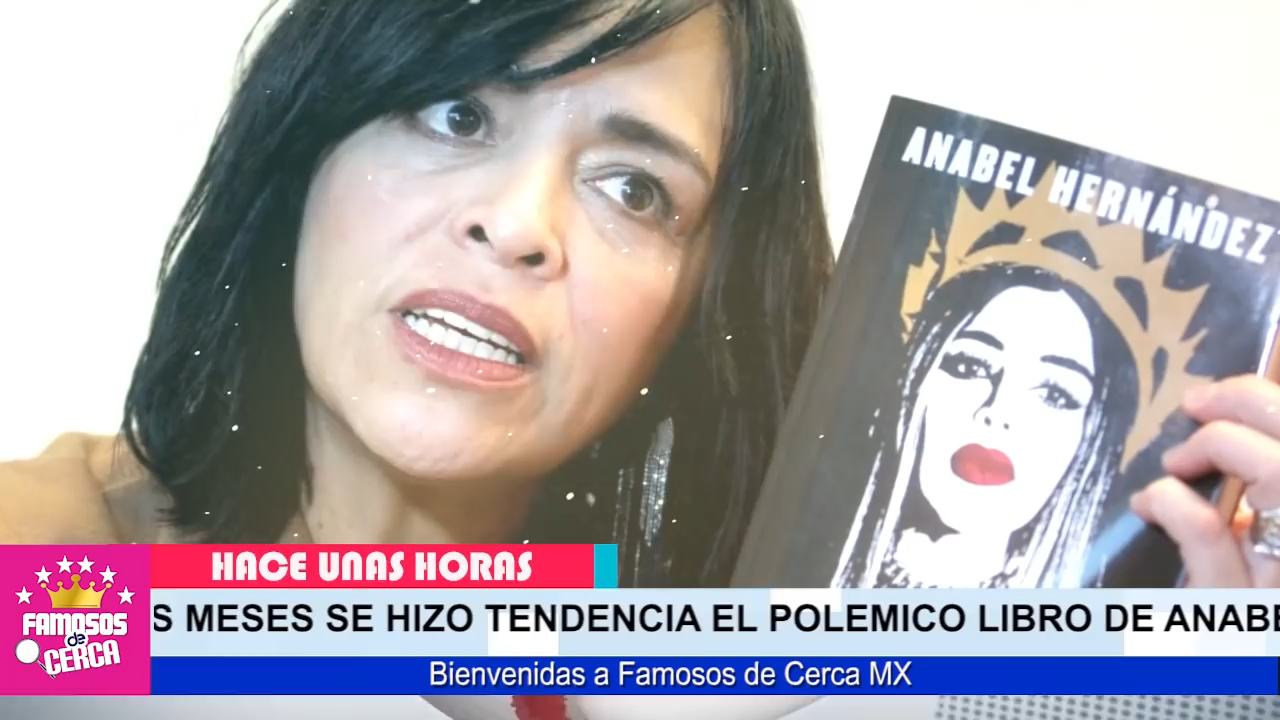 ANABEL HERNÁNDEZ
HACE UNAS HORAS
FAMOSOS
de
CERCA
S MESES SE HIZO TENDENCIA EL POLEMICO LIBRO DE ANABE
Bienvenidas a Famosos de Cerca MX